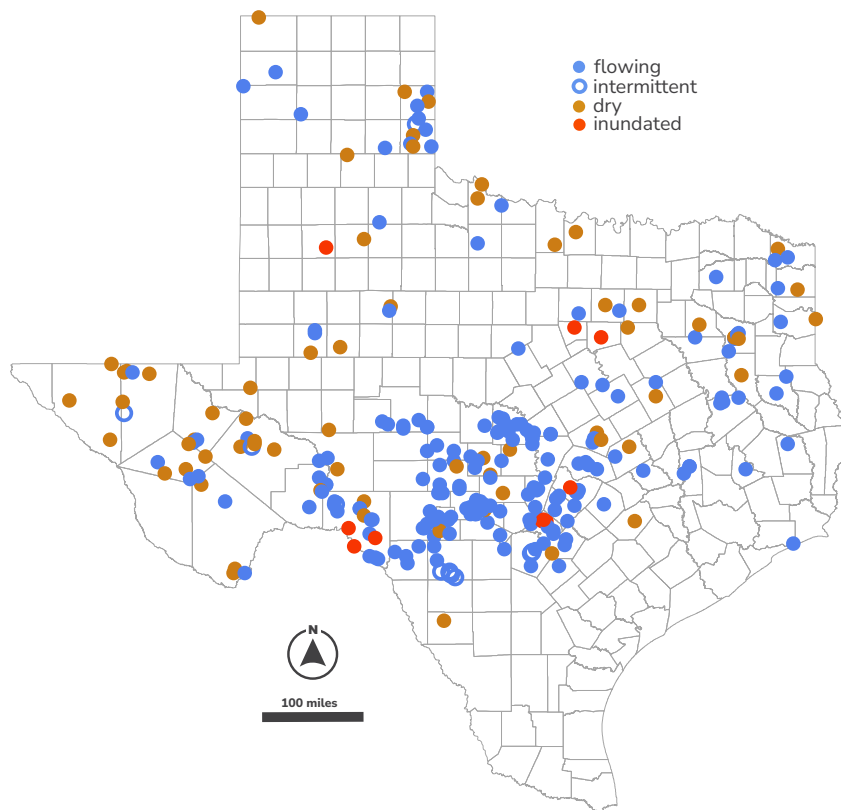 flowing
intermittent
dry
inundated
N
100 miles